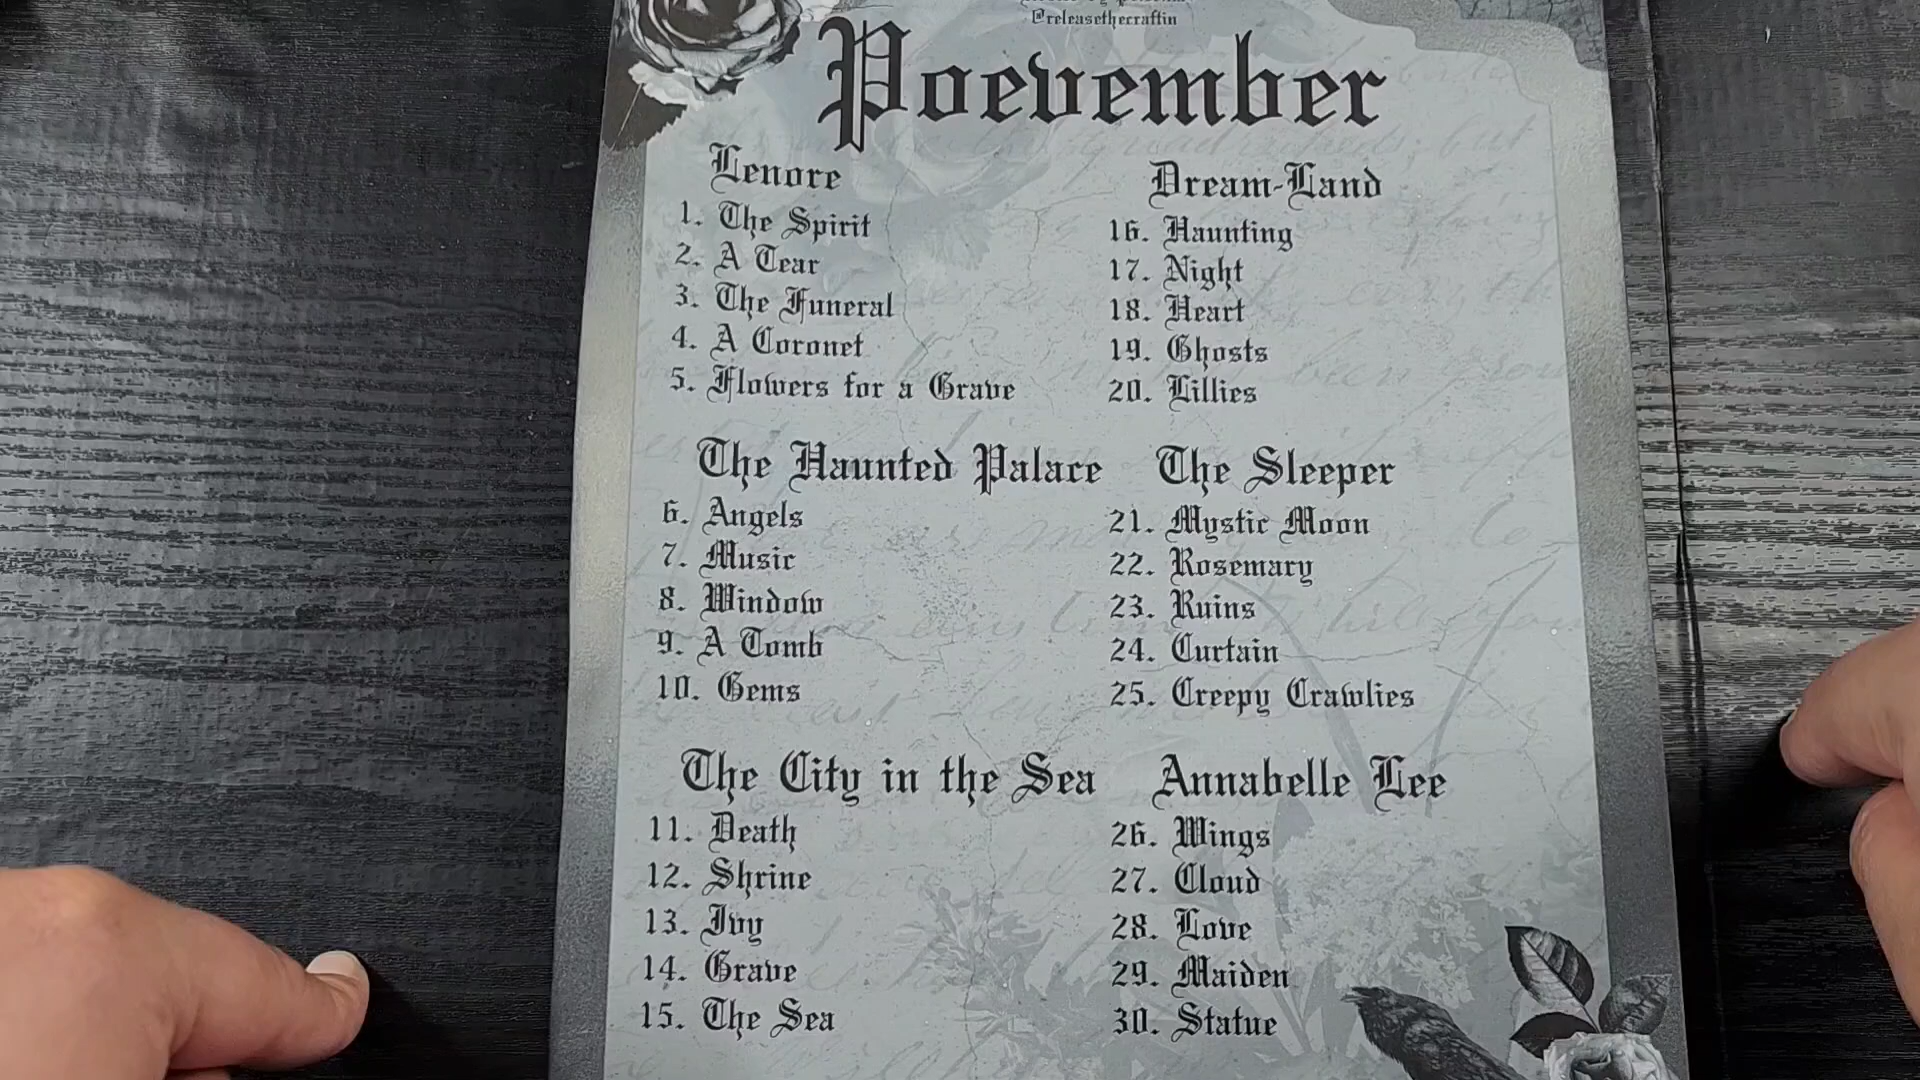 @releasethecraftin
Poevember
Lenore
1. The Spirit
2. A Tear
3. The Funeral
4. A Coronet
5. Flowers for a Grave
The Haunted Palace
6. Angels
7. Music
8. Window
9. A Tomb
10. Gems
The City in the Sea
11. Death
12. Shrine
13. Ivy
14. Grave
15. The Sea
Dream-Land
16. Haunting
17. Night
18. Heart
19. Ghosts
20. Lillies
The Sleeper
21. Mystic Moon
22. Rosemary
23. Ruins
24. Curtain
25. Creepy Crawlies
Annabelle Lee
26. Wings
27. Cloud
28. Love
29. Maiden
30. Statue